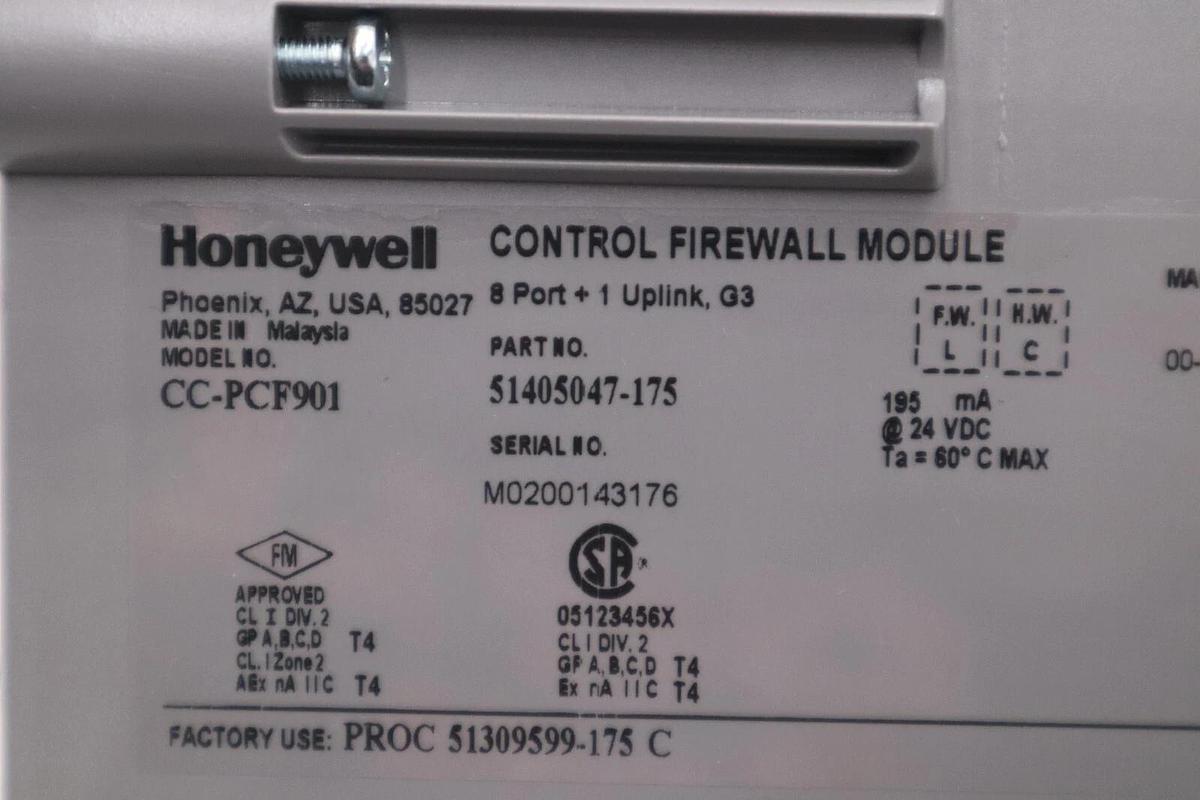 Honeywell
CONTROL FIREWALL MODULE
Phoenix, AZ, USA, 85027
8 Port + 1 Uplink, G3
MADE IN Malaysia
MODEL NO.
CC-PCF901
PART NO.
51405047-175
SERIAL NO.
M0200143176
F.W. H.W.
L C
195 mA
@ 24 VDC
Ta = 60° C MAX
MA
00-
FM
APPROVED
CL I DIV. 2
GP A,B,C,D T4
CL. I Zone 2
AEx nA IIC T4
SA ®
05123456X
CL I DIV. 2
GP A, B, C, D T4
Ex nA IIC T4
FACTORY USE: PROC 51309599-175 C